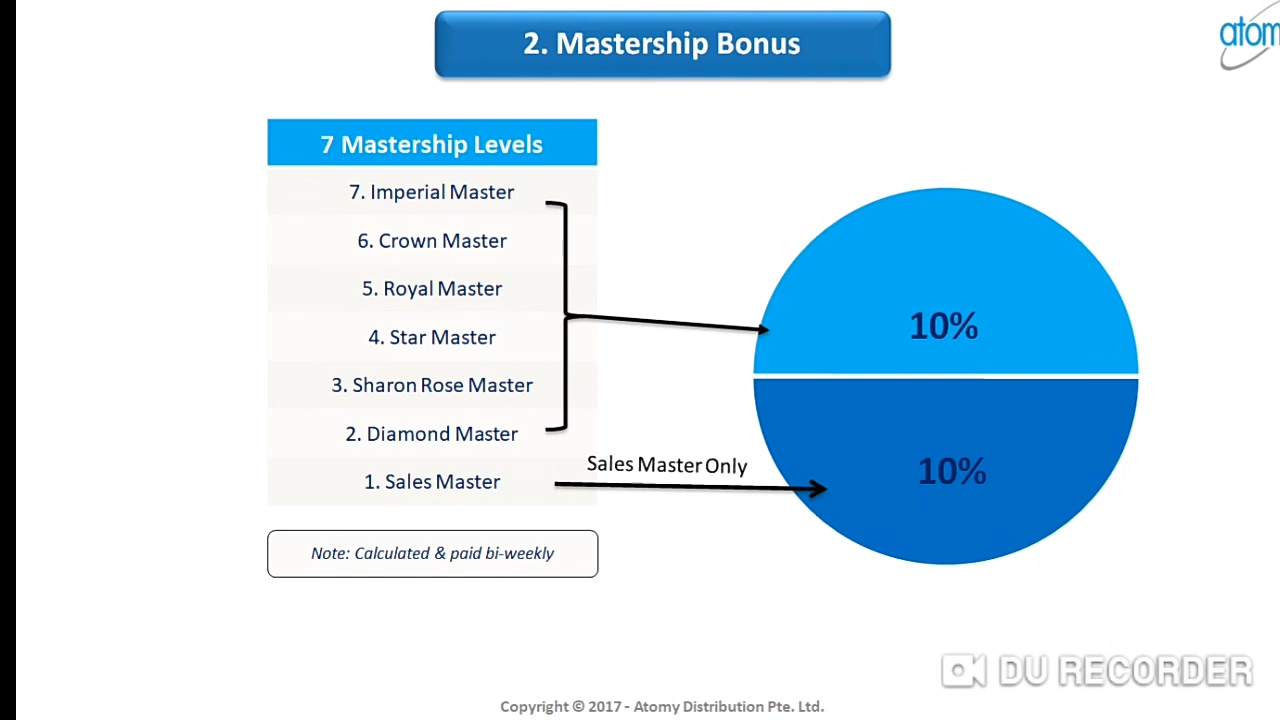 2. Mastership Bonus
atom
7 Mastership Levels
7. Imperial Master
6. Crown Master
5. Royal Master
4. Star Master
3. Sharon Rose Master
2. Diamond Master
1. Sales Master
Sales Master Only
10%
10%
Note: Calculated & paid bi-weekly
DU RECORDER
Copyright © 2017 - Atomy Distribution Pte. Ltd.